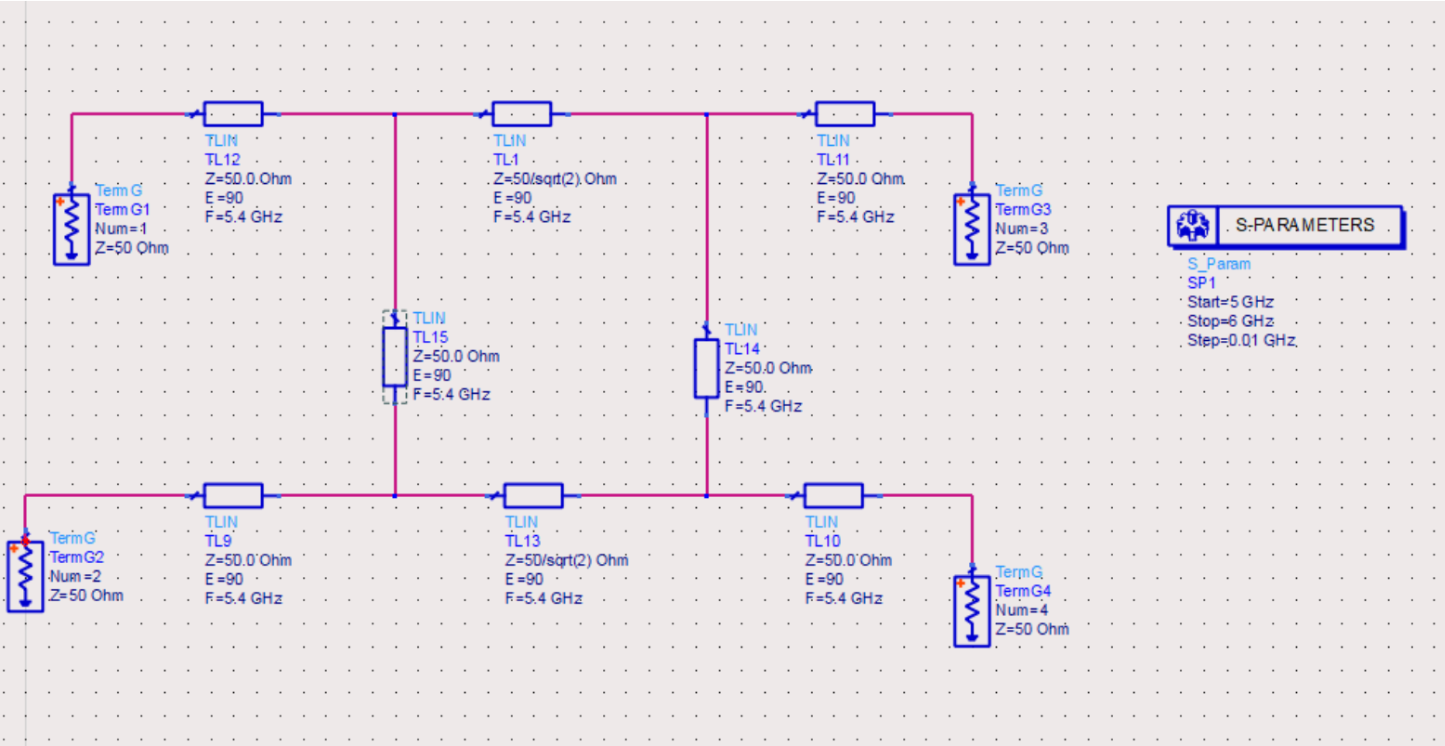 TLIN
TL12
Z=50.0 Ohm
E=90
F=5.4 GHz
TLIN
TL1
Z=50/sqrt(2) Ohm
E=90
F=5.4 GHz
TLIN
TL11
Z=50.0 Ohm
E=90
F=5.4 GHz
TermG
TermG1
Num=1
Z=50 Ohm
TermG
TermG3
Num=3
Z=50 Ohm
S-PARAMETERS
S_Param
SP1
Start=5 GHz
Stop=6 GHz
Step=0.01 GHz
TLIN
TL15
Z=50.0 Ohm
E=90
F=5.4 GHz
TLIN
TL14
Z=50.0 Ohm
E=90
F=5.4 GHz
TermG
TermG2
Num=2
Z=50 Ohm
TLIN
TL9
Z=50.0 Ohm
E=90
F=5.4 GHz
TLIN
TL13
Z=50/sqrt(2) Ohm
E=90
F=5.4 GHz
TLIN
TL10
Z=50.0 Ohm
E=90
F=5.4 GHz
TermG
TermG4
Num=4
Z=50 Ohm